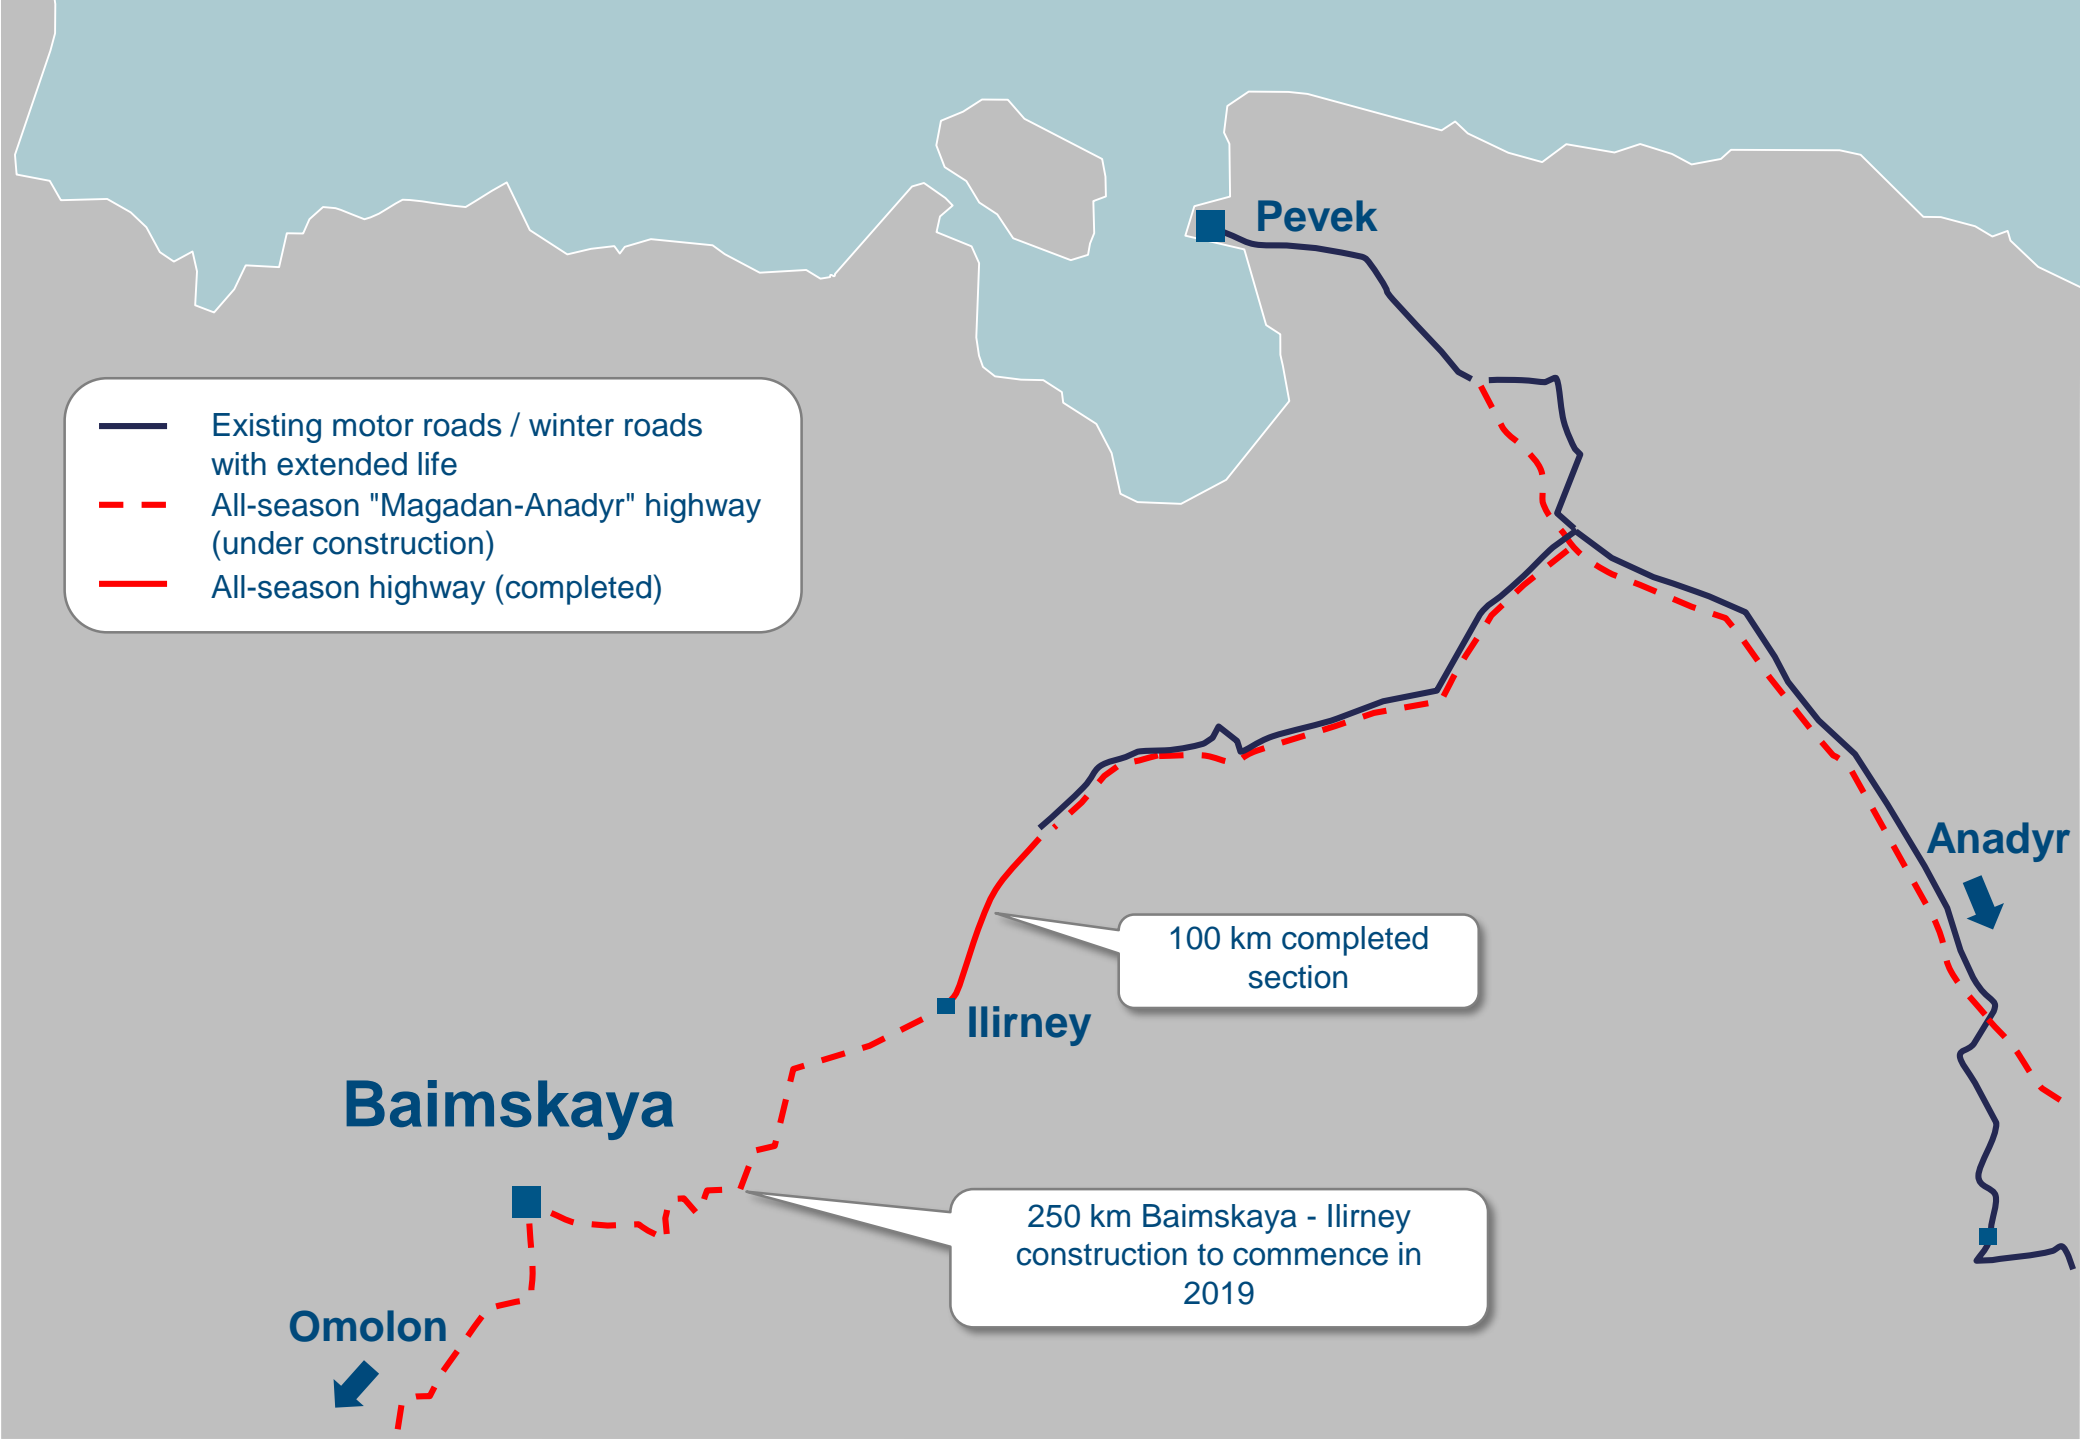 Pevek
Existing motor roads / winter roads
with extended life
All-season "Magadan-Anadyr" highway
(under construction)
All-season highway (completed)
Anadyr
100 km completed
section
Ilirney
Baimskaya
250 km Baimskaya - Ilirney
construction to commence in
2019
Omolon